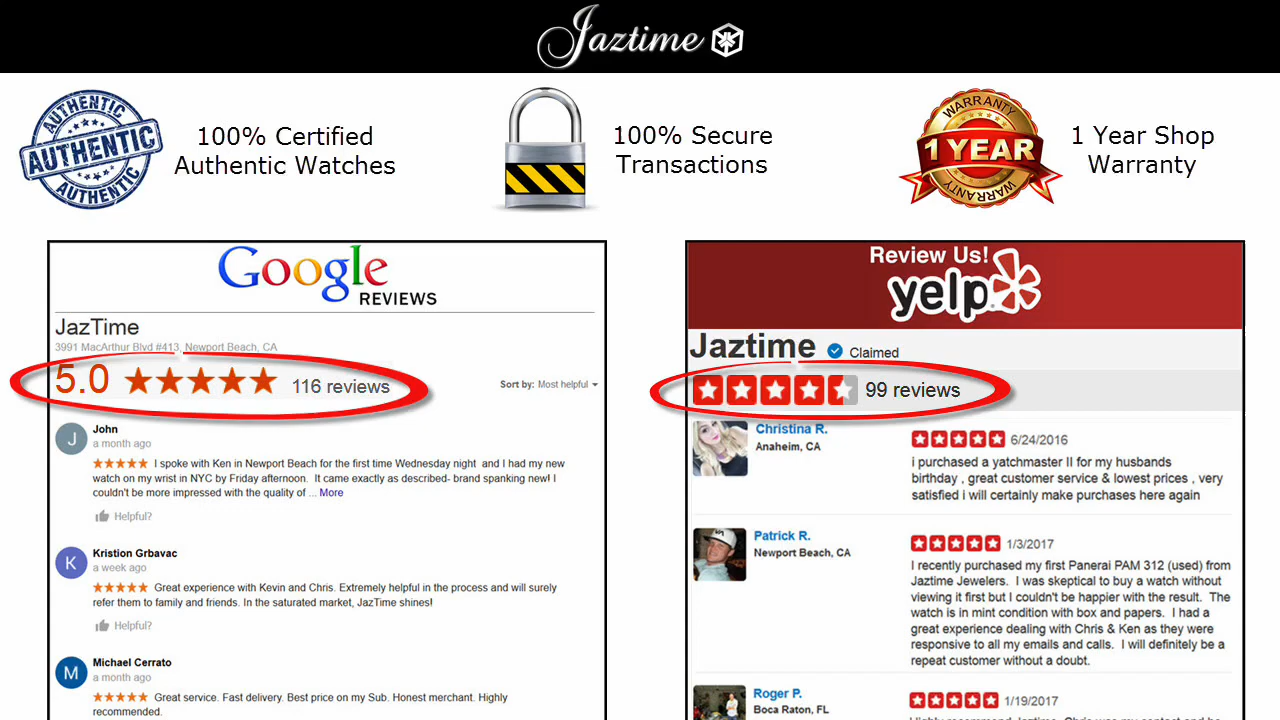 Jaztime
AUTHENTIC
AUTHENTIC
AUTHENTIC
100% Certified
Authentic Watches
100% Secure
Transactions
WARRANTY
1 YEAR
WARRANTY
1 Year Shop
Warranty
Google
REVIEWS
JazTime
3991 MacArthur Blvd #413, Newport Beach, CA
5.0 116 reviews
Sort by: Most helpful
J
John
a month ago
I spoke with Ken in Newport Beach for the first time Wednesday night and I had my new
watch on my wrist in NYC by Friday afternoon. It came exactly as described- brand spanking new! I
couldn't be more impressed with the quality of ... More
Helpful?
K
Kristion Grbavac
a week ago
Great experience with Kevin and Chris. Extremely helpful in the process and will surely
refer them to family and friends. In the saturated market, JazTime shines!
Helpful?
M
Michael Cerrato
a month ago
Great service. Fast delivery. Best price on my Sub. Honest merchant. Highly
recommended.
Review Us!
yelp
Jaztime Claimed
99 reviews
Christina R.
Anaheim, CA
6/24/2016
i purchased a yatchmaster II for my husbands
birthday , great customer service & lowest prices , very
satisfied i will certainly make purchases here again
Patrick R.
Newport Beach, CA
1/3/2017
I recently purchased my first Panerai PAM 312 (used) from
Jaztime Jewelers. I was skeptical to buy a watch without
viewing it first but I couldn't be happier with the result. The
watch is in mint condition with box and papers. I had a
great experience dealing with Chris & Ken as they were
responsive to all my emails and calls. I will definitely be a
repeat customer without a doubt.
Roger P.
Boca Raton, FL
1/19/2017